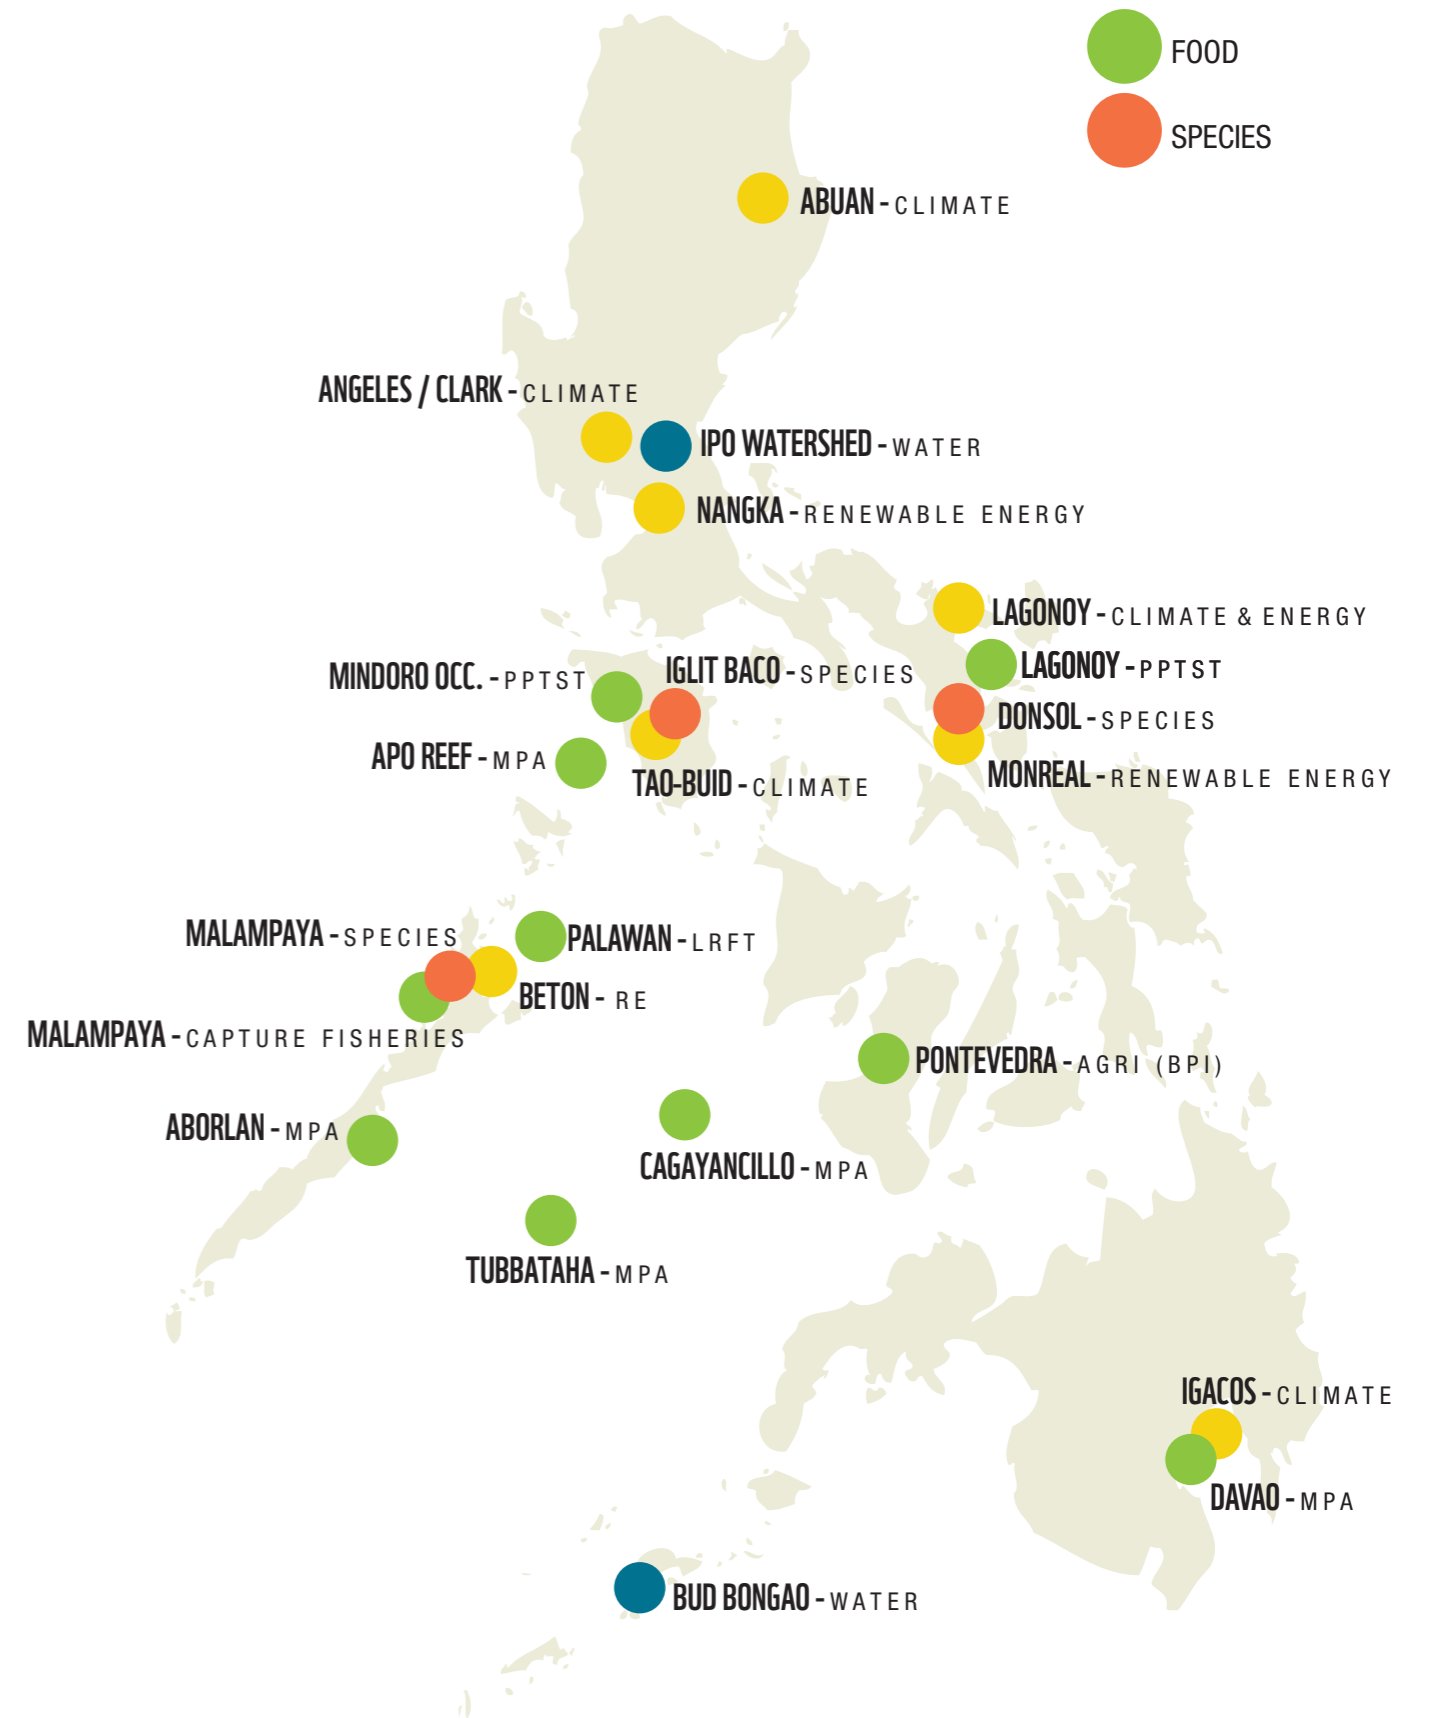 FOOD
SPECIES
ABUAN - CLIMATE
ANGELES / CLARK - CLIMATE
IPO WATERSHED - WATER
NANGKA - RENEWABLE ENERGY
LAGONOY - CLIMATE & ENERGY
LAGONOY - PPTST
MINDORO OCC. - PPTST
IGLIT BACO - SPECIES
DONSOL - SPECIES
APO REEF - MPA
TAO-BUID - CLIMATE
MONREAL - RENEWABLE ENERGY
MALAMPAYA - SPECIES
PALAWAN - LRFT
BETON - RE
MALAMPAYA - CAPTURE FISHERIES
PONTEVEDRA - AGRI (BPI)
ABORLAN - MPA
CAGAYANCILLO - MPA
TUBBATAHA - MPA
IGACOS - CLIMATE
DAVAO - MPA
BUD BONGAO - WATER